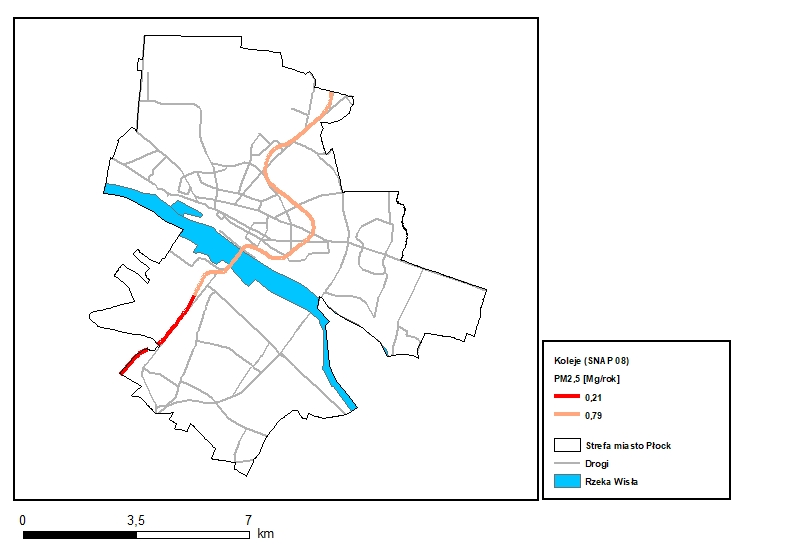 Koleje (SNAP 08)
PM2,5 [Mg/rok]
0,21
0,79
Strefa miasto Płock
Drogi
Rzeka Wisła
0 3,5 7
km